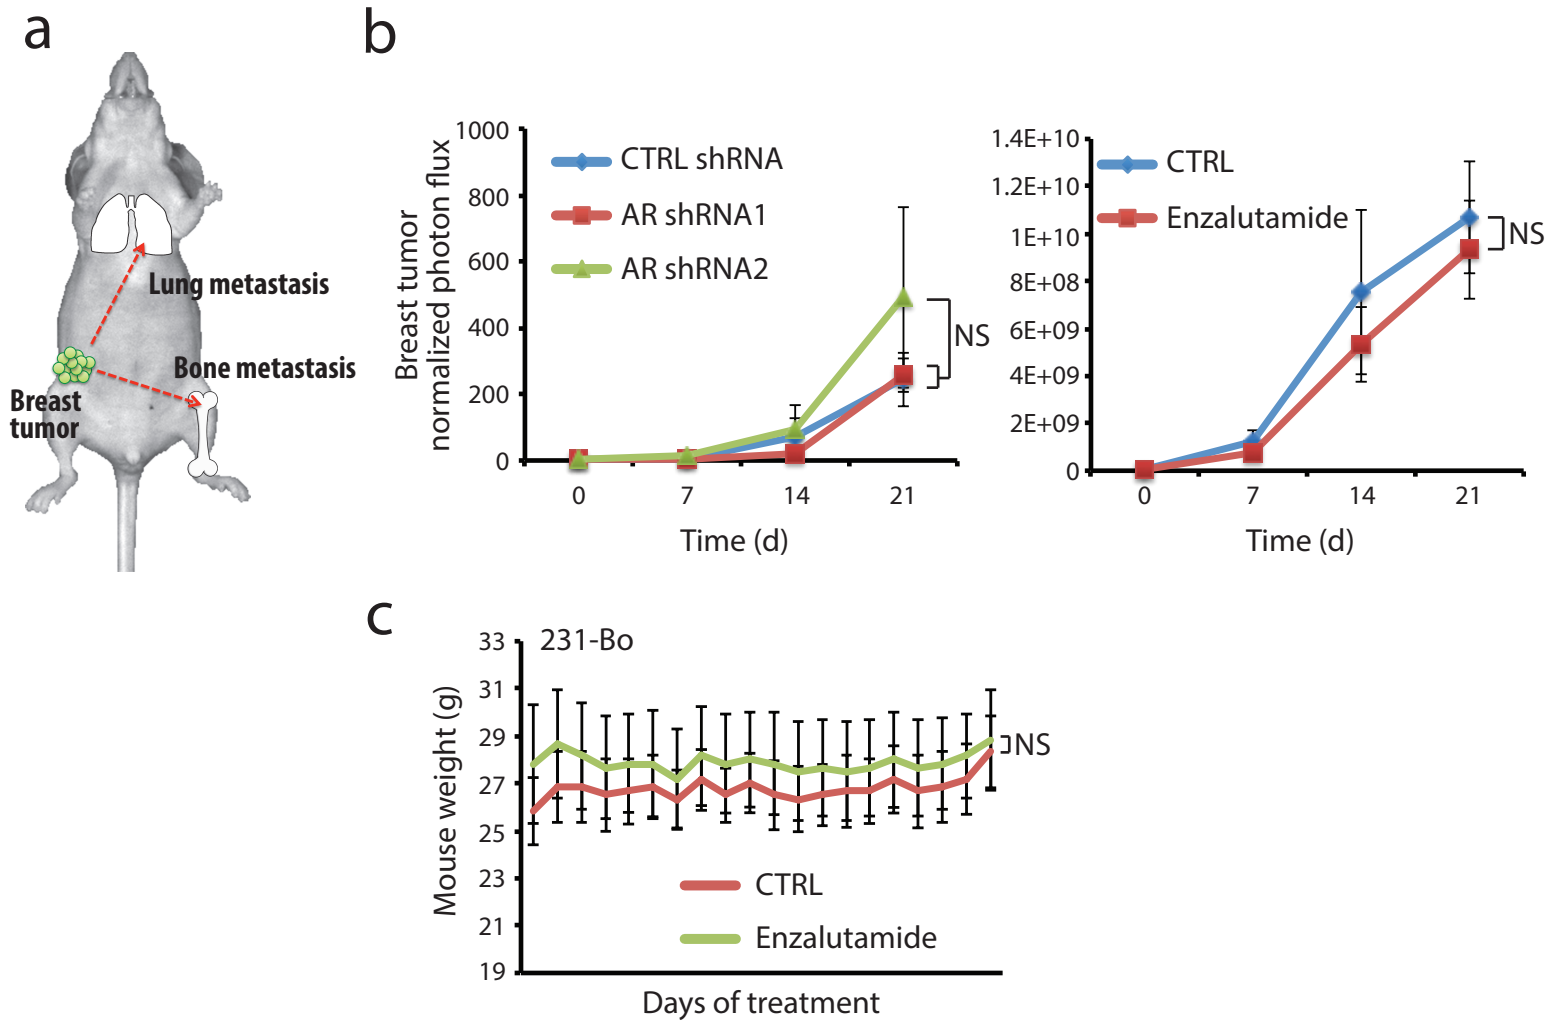 a
Lung metastasis
Bone metastasis
Breast
tumor
b
Breast tumor
normalized photon flux
1000
800
600
400
200
0
CTRL shRNA
AR shRNA1
AR shRNA2
NS
0 7 14 21
Time (d)
1.4E+10
1.2E+10
1E+10
8E+08
6E+09
4E+09
2E+09
0
CTRL
Enzalutamide
NS
0 7 14 21
Time (d)
c
231-Bo
Mouse weight (g)
33
31
29
27
25
23
21
19
NS
CTRL
Enzalutamide
Days of treatment